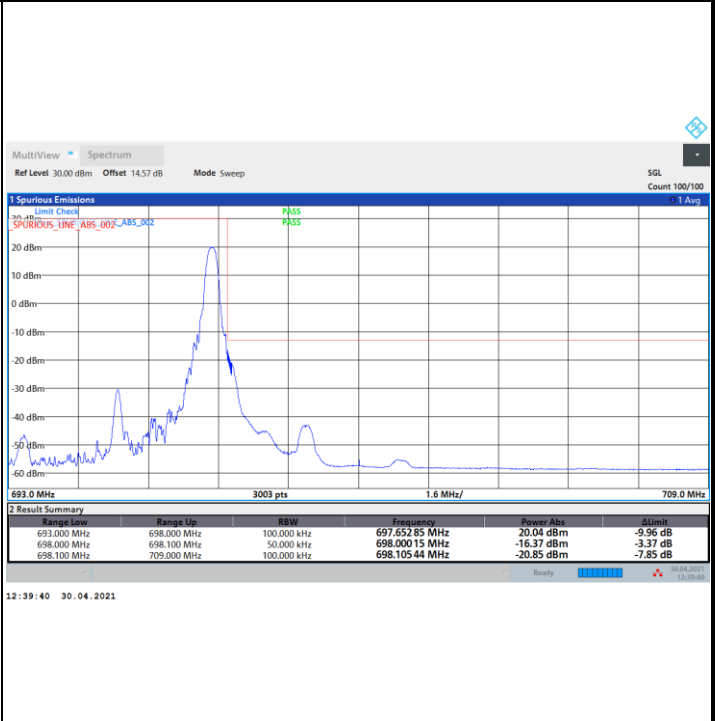 MultiView Spectrum
Ref Level 30.00 dBm Offset 14.57 dB Mode Sweep SGL
Count 100/100
1 Spurious Emissions 1 Avg
Limit Check PASS
_SPURIOUS_LINE_ABS_002 _ABS_002 PASS
20 dBm
10 dBm
0 dBm
-10 dBm
-20 dBm
-30 dBm
-40 dBm
-50 dBm
-60 dBm
693.0 MHz 3003 pts 1.6 MHz/ 709.0 MHz
2 Result Summary
Range Low Range Up RBW Frequency Power Abs ΔLimit
693.000 MHz 698.000 MHz 100.000 kHz 697.652 85 MHz 20.04 dBm -9.96 dB
698.000 MHz 698.100 MHz 50.000 kHz 698.000 15 MHz -16.37 dBm -3.37 dB
698.100 MHz 709.000 MHz 100.000 kHz 698.105 44 MHz -20.85 dBm -7.85 dB
Ready 30.04.2021
12:39:40
12:39:40 30.04.2021